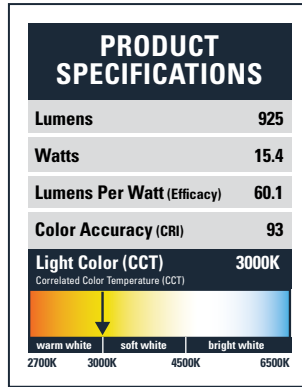 PRODUCT
SPECIFICATIONS
Lumens 925
Watts 15.4
Lumens Per Watt (Efficacy) 60.1
Color Accuracy (CRI) 93
Light Color (CCT) 3000K
Correlated Color Temperature (CCT)
warm white soft white bright white
2700K 3000K 4500K 6500K